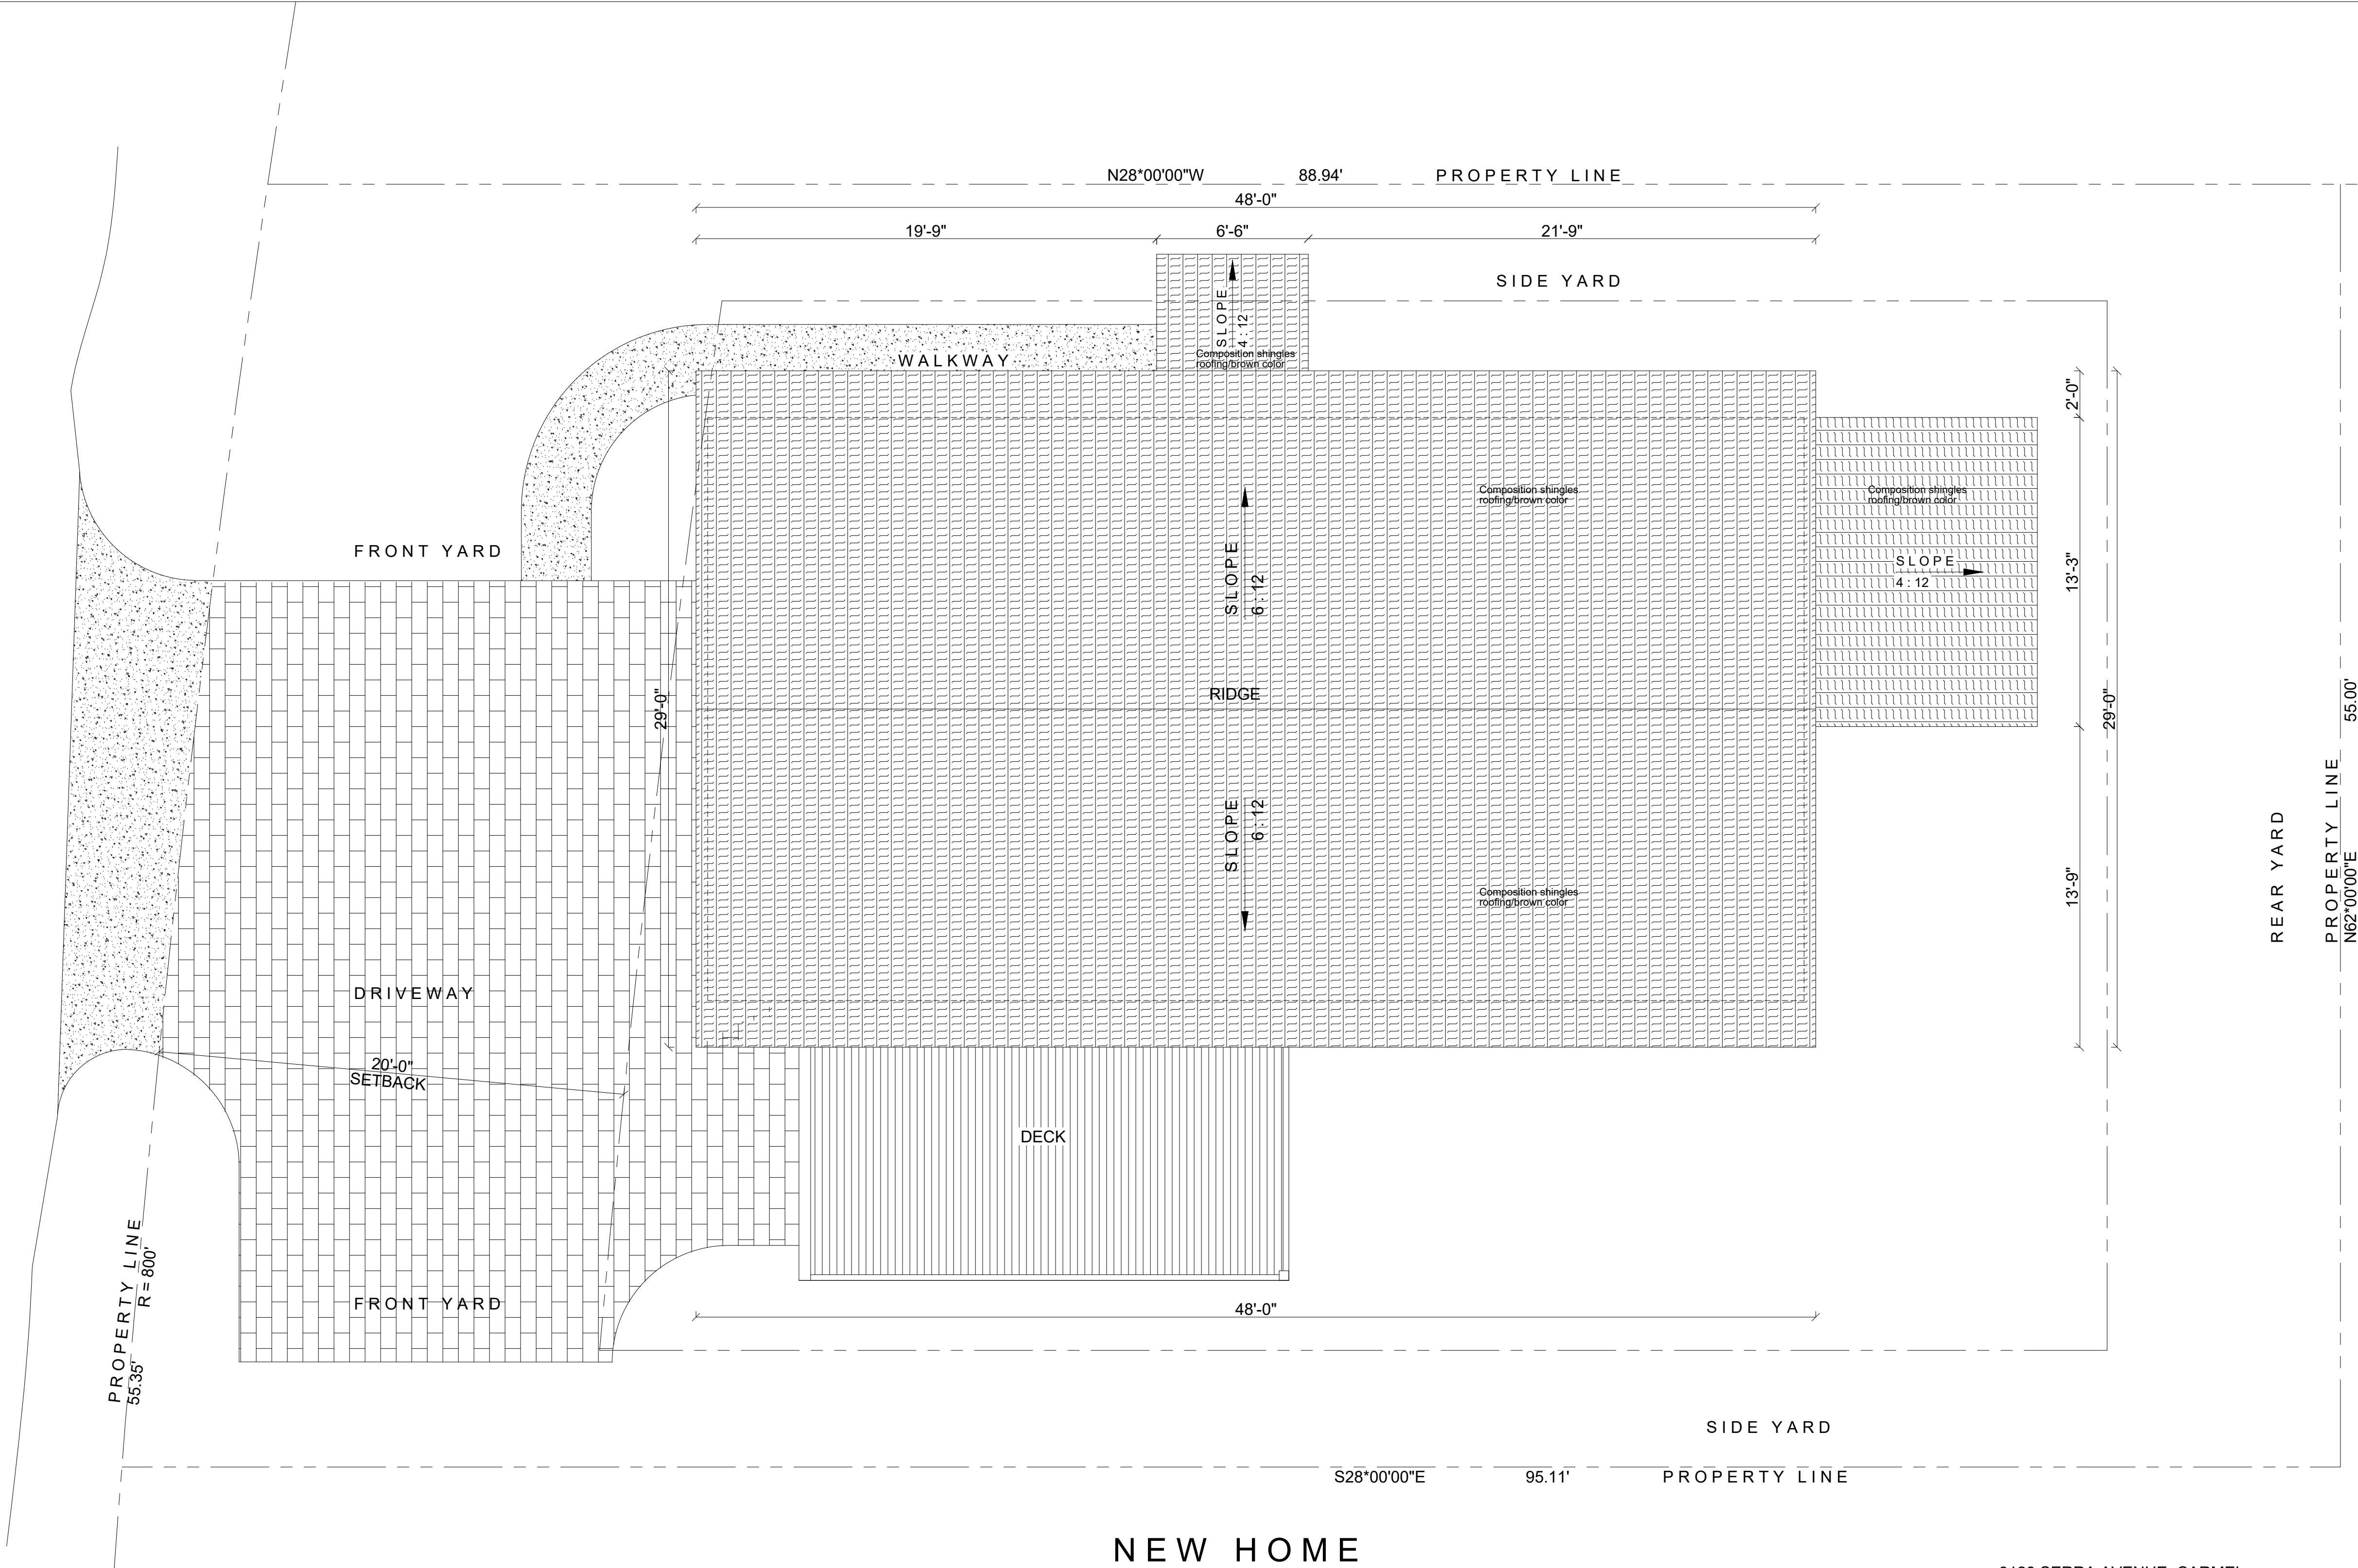 N28*00'00"W 88.94' PROPERTY LINE
48'-0"
19'-9" 6'-6" 21'-9"
SIDE YARD
SLOPE
4 : 12
WALKWAY
Composition shingles
roofing/brown color
2'-0"
Composition shingles
roofing/brown color
Composition shingles
roofing/brown color
FRONT YARD
SLOPE
6 : 12
SLOPE
4 : 12
13'-3"
RIDGE
29'-0"
29'-0"
55.00'
SLOPE
6 : 12
PROPERTY LINE
N62*00'00"E
REAR YARD
13'-9"
Composition shingles
roofing/brown color
DRIVEWAY
20'-0"
SETBACK
DECK
PROPERTY LINE
R = 800'
55.35'
FRONT YARD
48'-0"
SIDE YARD
S28*00'00"E 95.11' PROPERTY LINE
NEW HOME